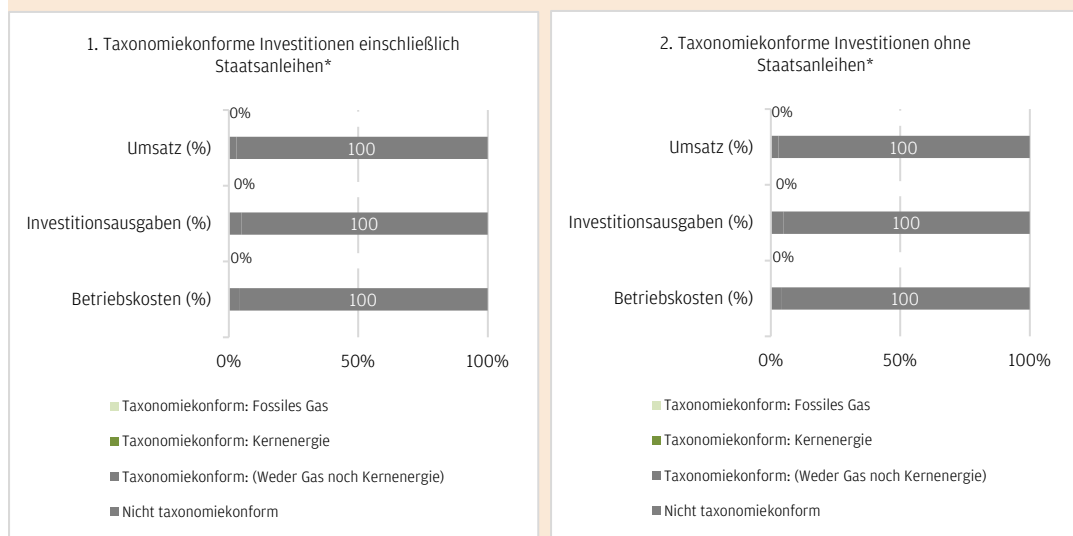 1. Taxonomiekonforme Investitionen einschließlich
Staatsanleihen*
0%
Umsatz (%)
100
0%
Investitionsausgaben (%)
100
0%
Betriebskosten (%)
100
0%
50%
100%
Taxonomiekonform: Fossiles Gas
Taxonomiekonform: Kernenergie
Taxonomiekonform: (Weder Gas noch Kernenergie)
Nicht taxonomiekonform
2. Taxonomiekonforme Investitionen ohne
Staatsanleihen*
0%
Umsatz (%)
100
0%
Investitionsausgaben (%)
100
0%
Betriebskosten (%)
100
0%
50%
100%
Taxonomiekonform: Fossiles Gas
Taxonomiekonform: Kernenergie
Taxonomiekonform: (Weder Gas noch Kernenergie)
Nicht taxonomiekonform